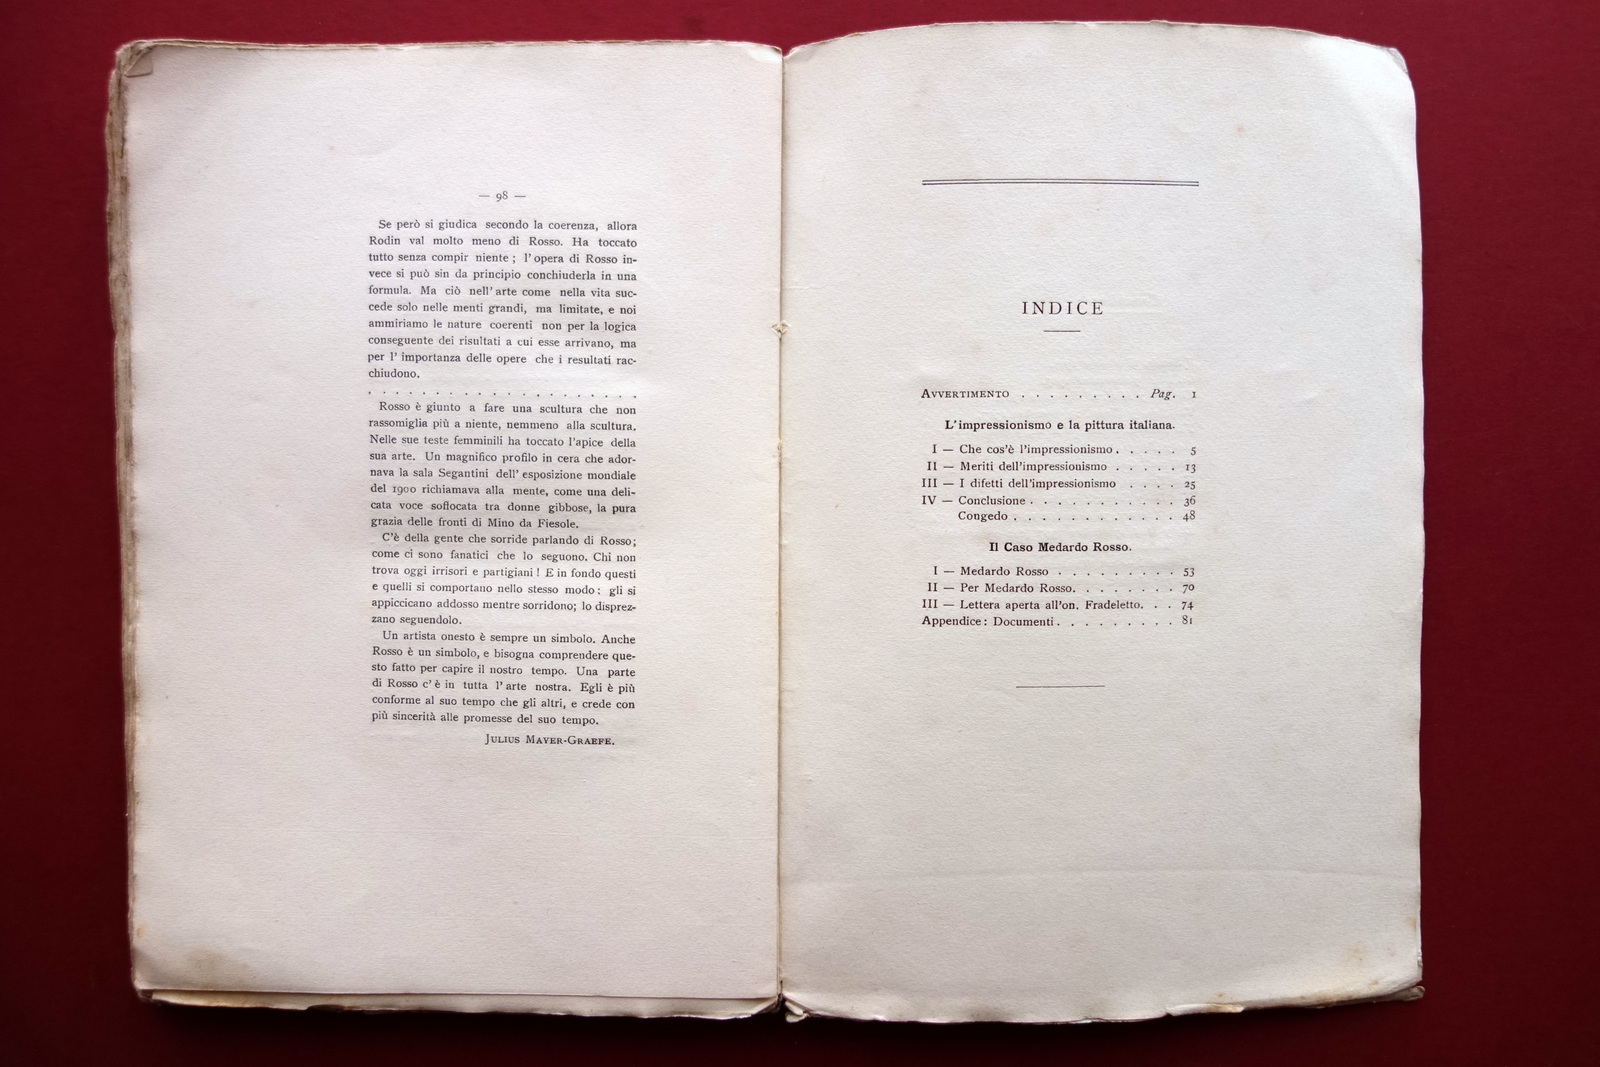 — 98 —
Se però si giudica secondo la coerenza, allora
Rodin val molto meno di Rosso. Ha toccato
tutto senza compir niente ; l'opera di Rosso in-
vece si può sin da principio conchiuderla in una
formula. Ma ciò nell'arte come nella vita suc-
cede solo nelle menti grandi, ma limitate, e noi
ammiriamo le nature coerenti non per la logica
conseguente dei risultati a cui esse arrivano, ma
per l'importanza delle opere che i resultati rac-
chiudono.
. . . . . . . . . . . . . . . . . .
Rosso è giunto a fare una scultura che non
rassomiglia più a niente, nemmeno alla scultura.
Nelle sue teste femminili ha toccato l'apice della
sua arte. Un magnifico profilo in cera che ador-
nava la sala Segantini dell'esposizione mondiale
del 1900 richiamava alla mente, come una deli-
cata voce soffocata tra donne gibbose, la pura
grazia delle fronti di Mino da Fiesole.
C'è della gente che sorride parlando di Rosso;
come ci sono fanatici che lo seguono. Chi non
trova oggi irrisori e partigiani ! E in fondo questi
e quelli si comportano nello stesso modo : gli si
appiccicano addosso mentre sorridono; lo disprez-
zano seguendolo.
Un artista onesto è sempre un simbolo. Anche
Rosso è un simbolo, e bisogna comprendere que-
sto fatto per capire il nostro tempo. Una parte
di Rosso c'è in tutta l'arte nostra. Egli è più
conforme al suo tempo che gli altri, e crede con
più sincerità alle promesse del suo tempo.
Julius Mayer-Graefe.
INDICE
Avvertimento . . . . . . . . . Pag. 1
L'impressionismo e la pittura italiana.
I — Che cos'è l'impressionismo . . . . . 5
II — Meriti dell'impressionismo . . . . . 13
III — I difetti dell'impressionismo . . . . 25
IV — Conclusione . . . . . . . . . . . 36
Congedo . . . . . . . . . . . . 48
Il Caso Medardo Rosso.
I — Medardo Rosso . . . . . . . . . 53
II — Per Medardo Rosso. . . . . . . . 70
III — Lettera aperta all'on. Fradeletto. . . 74
Appendice : Documenti . . . . . . . . . 81